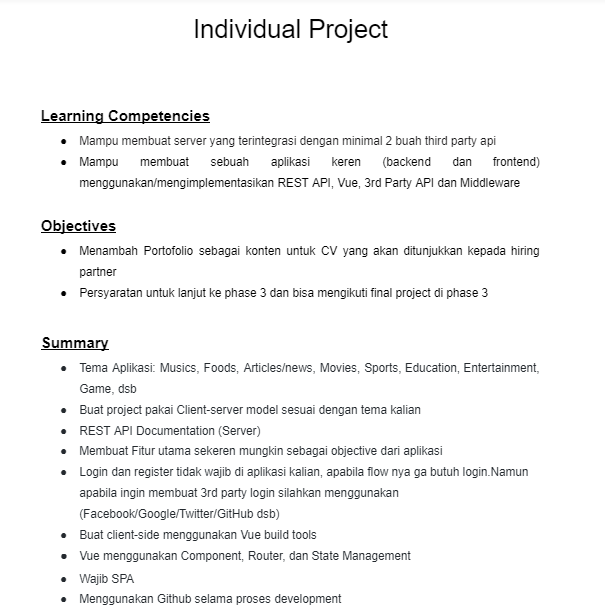 Individual Project
Learning Competencies
● Mampu membuat server yang terintegrasi dengan minimal 2 buah third party api
● Mampu membuat sebuah aplikasi keren (backend dan frontend)
menggunakan/mengimplementasikan REST API, Vue, 3rd Party API dan Middleware
Objectives
● Menambah Portofolio sebagai konten untuk CV yang akan ditunjukkan kepada hiring
partner
● Persyaratan untuk lanjut ke phase 3 dan bisa mengikuti final project di phase 3
Summary
● Tema Aplikasi: Musics, Foods, Articles/news, Movies, Sports, Education, Entertainment,
Game, dsb
● Buat project pakai Client-server model sesuai dengan tema kalian
● REST API Documentation (Server)
● Membuat Fitur utama sekeren mungkin sebagai objective dari aplikasi
● Login dan register tidak wajib di aplikasi kalian, apabila flow nya ga butuh login.Namun
apabila ingin membuat 3rd party login silahkan menggunakan
(Facebook/Google/Twitter/GitHub dsb)
● Buat client-side menggunakan Vue build tools
● Vue menggunakan Component, Router, dan State Management
● Wajib SPA
● Menggunakan Github selama proses development